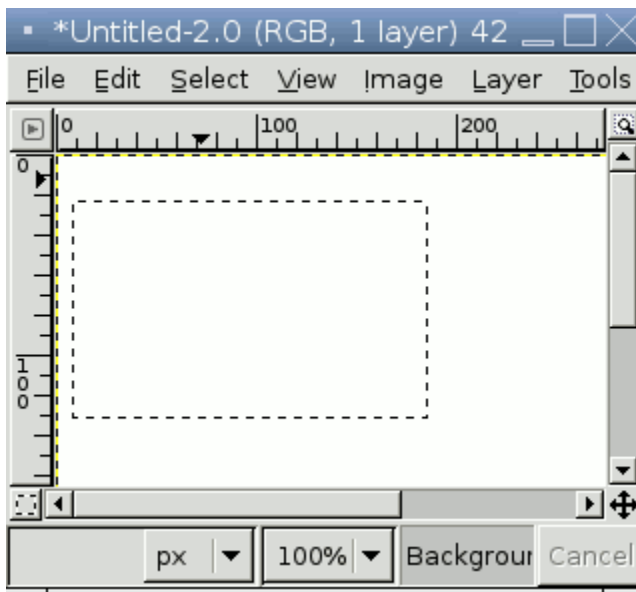 *Untitled-2.0 (RGB, 1 layer) 42
File Edit Select View Image Layer Tools
0 100 200
0
100
px 100% Backgrour Cancel